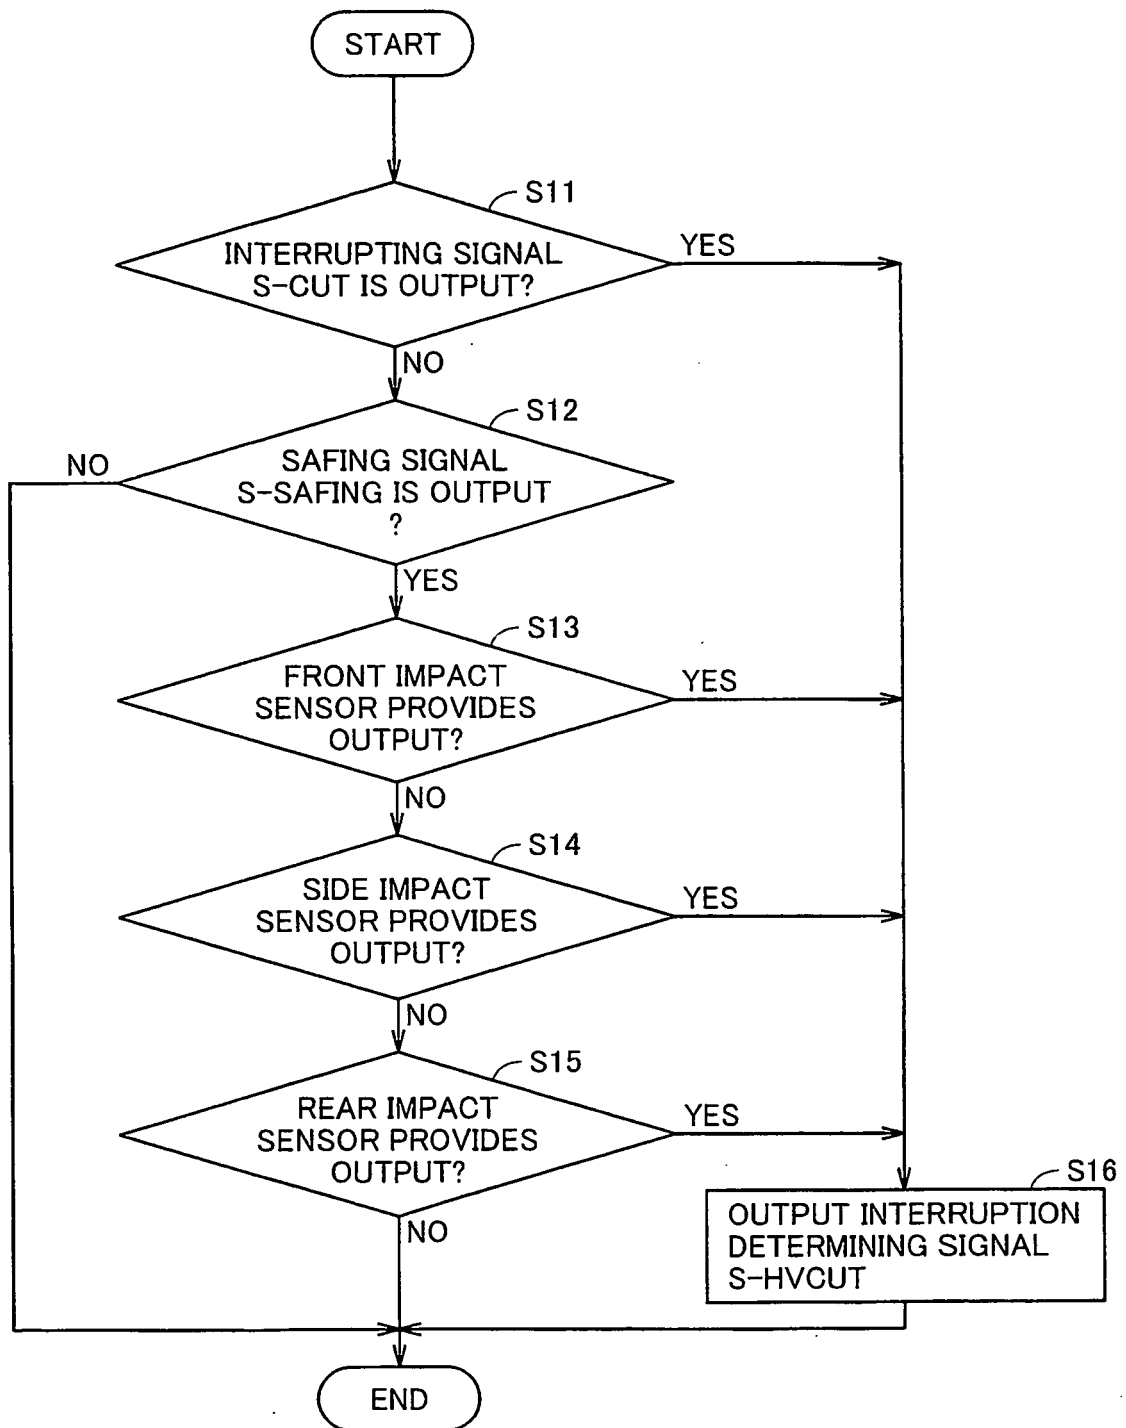 START
S11
INTERRUPTING SIGNAL
S-CUT IS OUTPUT?
YES
NO
S12
SAFING SIGNAL
S-SAFING IS OUTPUT
?
NO
YES
S13
FRONT IMPACT
SENSOR PROVIDES
OUTPUT?
YES
NO
S14
SIDE IMPACT
SENSOR PROVIDES
OUTPUT?
YES
NO
S15
REAR IMPACT
SENSOR PROVIDES
OUTPUT?
YES
NO
S16
OUTPUT INTERRUPTION
DETERMINING SIGNAL
S-HVCUT
END